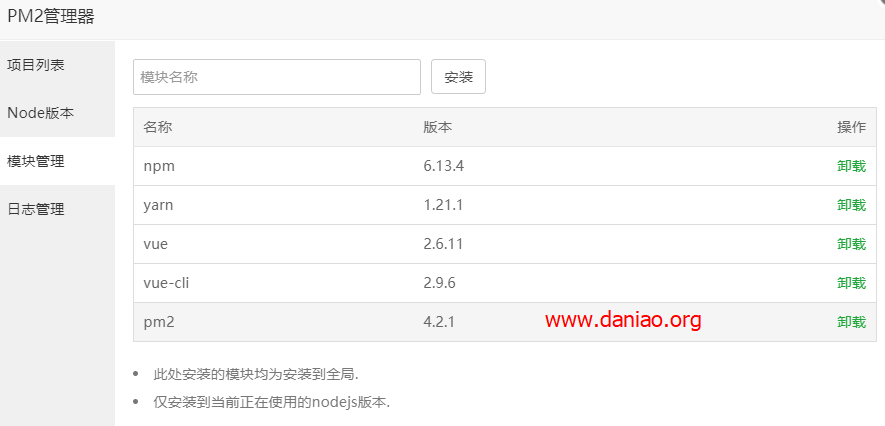 PM2管理器
项目列表
Node版本
模块管理
日志管理
模块名称 安装
名称 版本 操作
npm 6.13.4 卸载
yarn 1.21.1 卸载
vue 2.6.11 卸载
vue-cli 2.9.6 卸载
pm2 4.2.1 www.daniao.org 卸载
• 此处安装的模块均为安装到全局.
• 仅安装到当前正在使用的nodejs版本.